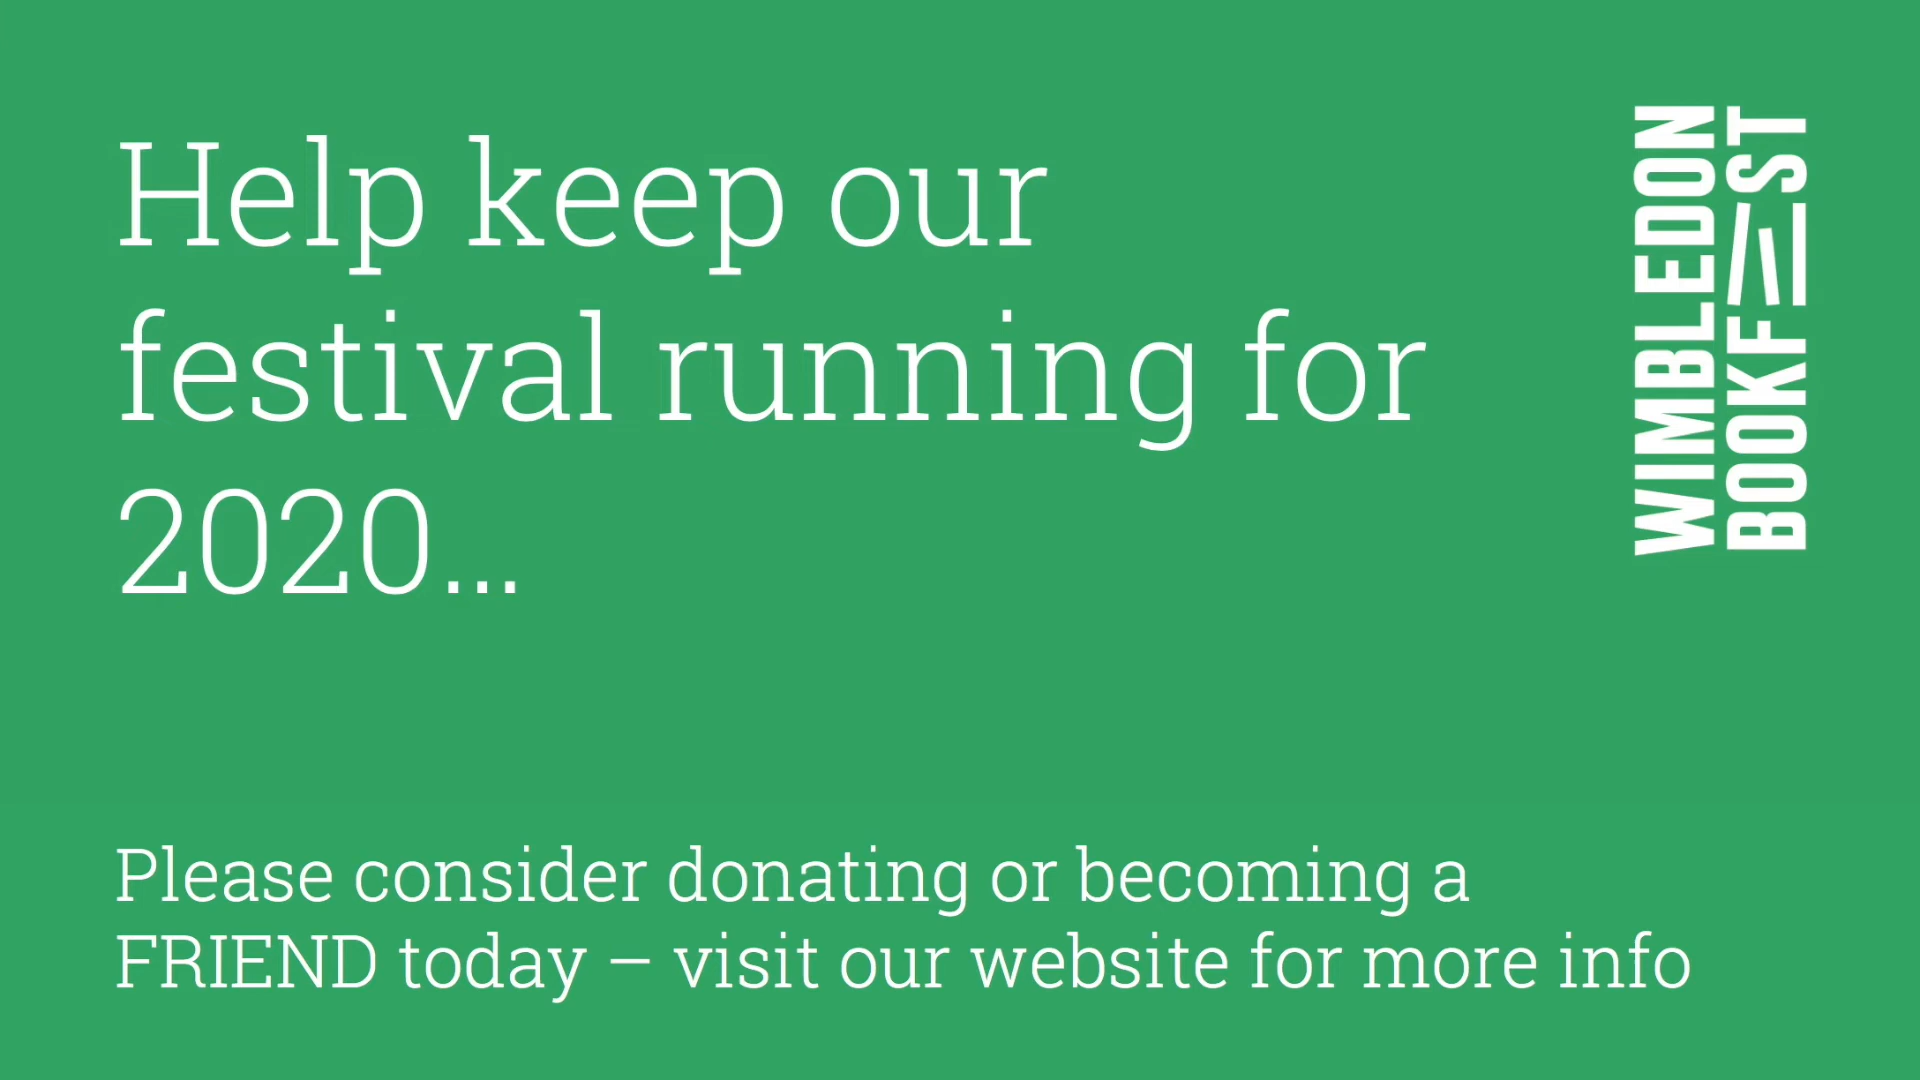 Help keep our
festival running for
2020...
WIMBLEDON
BOOKFEST
Please consider donating or becoming a
FRIEND today – visit our website for more info